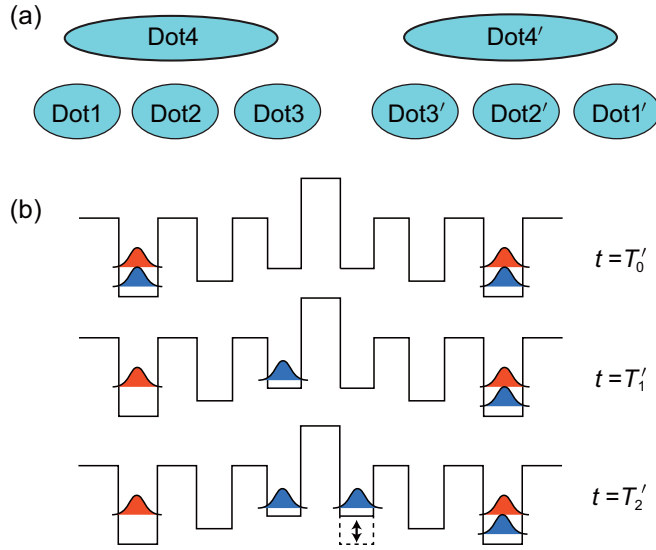 (a)
Dot4 Dot4′
Dot1 Dot2 Dot3 Dot3′ Dot2′ Dot1′
(b)
t = T₀′
t = T₁′
t = T₂′